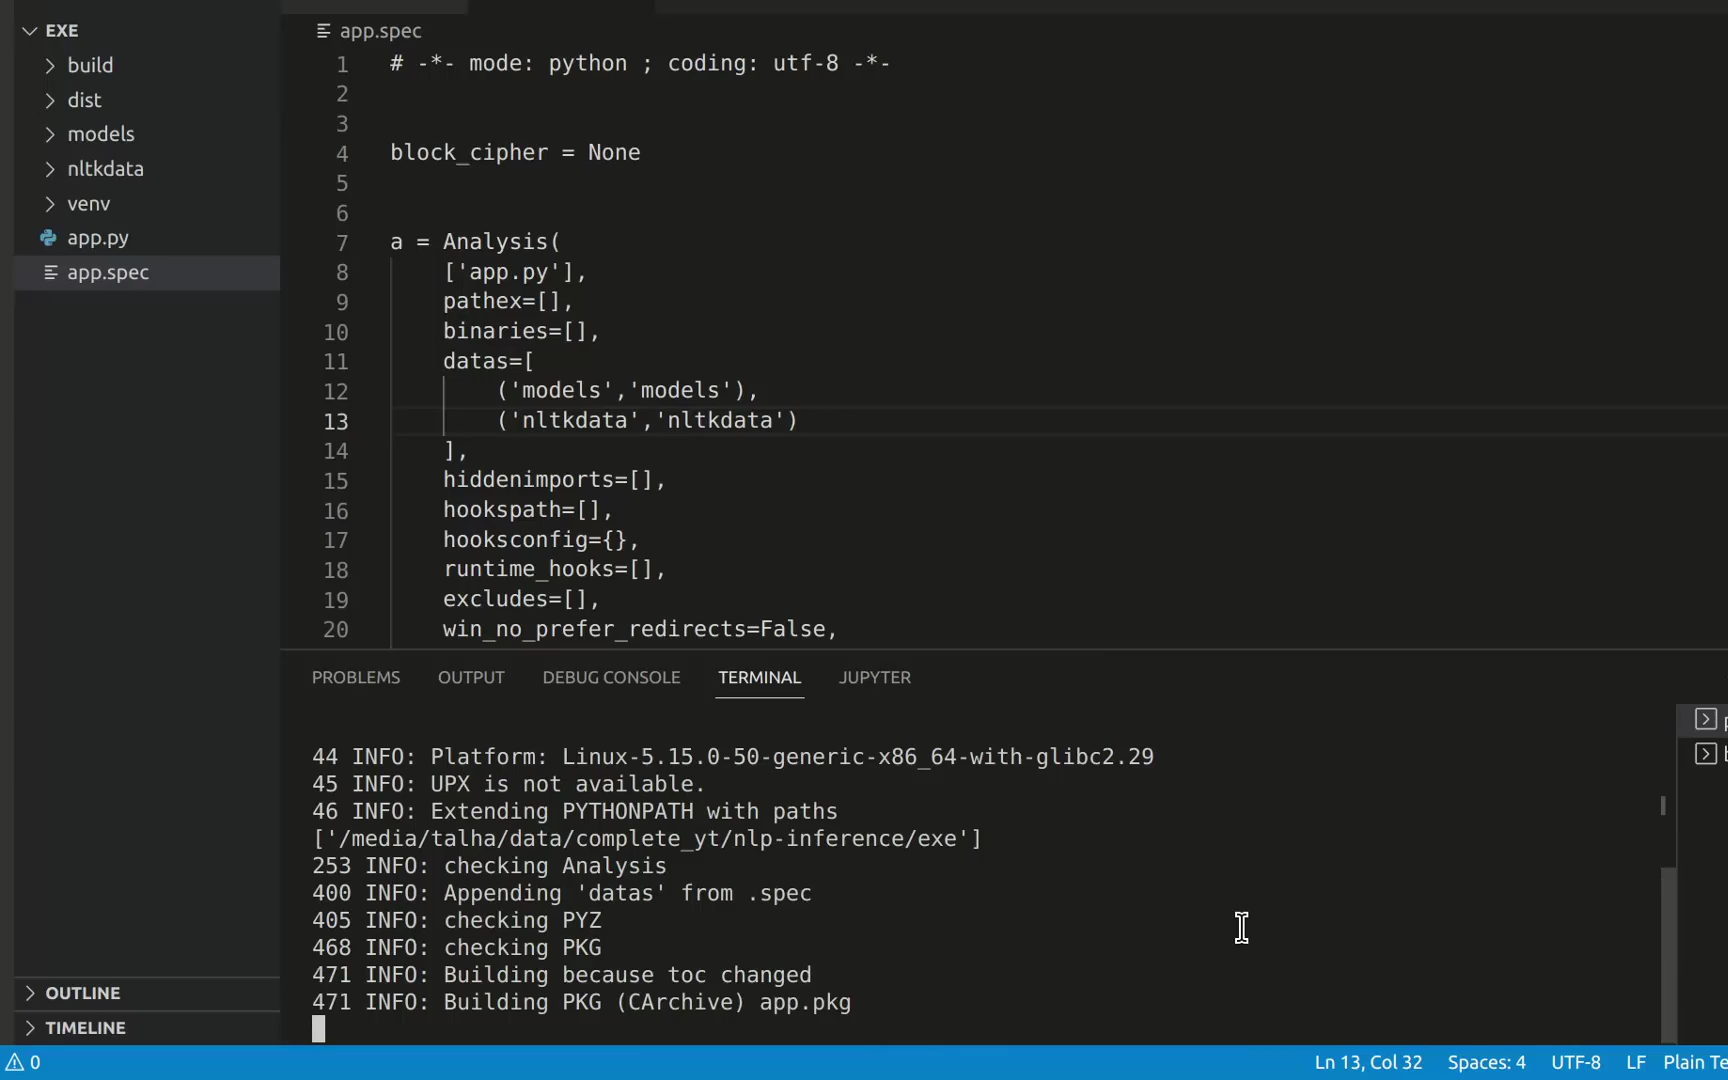 EXE
build
dist
models
nltkdata
venv
app.py
app.spec
OUTLINE
TIMELINE
app.spec
1 # -*- mode: python ; coding: utf-8 -*-
2
3
4 block_cipher = None
5
6
7 a = Analysis(
8 ['app.py'],
9 pathex=[],
10 binaries=[],
11 datas=[
12 ('models','models'),
13 ('nltkdata','nltkdata')
14 ],
15 hiddenimports=[],
16 hookspath=[],
17 hooksconfig={},
18 runtime_hooks=[],
19 excludes=[],
20 win_no_prefer_redirects=False,
PROBLEMS OUTPUT DEBUG CONSOLE TERMINAL JUPYTER
44 INFO: Platform: Linux-5.15.0-50-generic-x86_64-with-glibc2.29
45 INFO: UPX is not available.
46 INFO: Extending PYTHONPATH with paths
['/media/talha/data/complete_yt/nlp-inference/exe']
253 INFO: checking Analysis
400 INFO: Appending 'datas' from .spec
405 INFO: checking PYZ
468 INFO: checking PKG
471 INFO: Building because toc changed
471 INFO: Building PKG (CArchive) app.pkg
0 Ln 13, Col 32 Spaces: 4 UTF-8 LF Plain Te